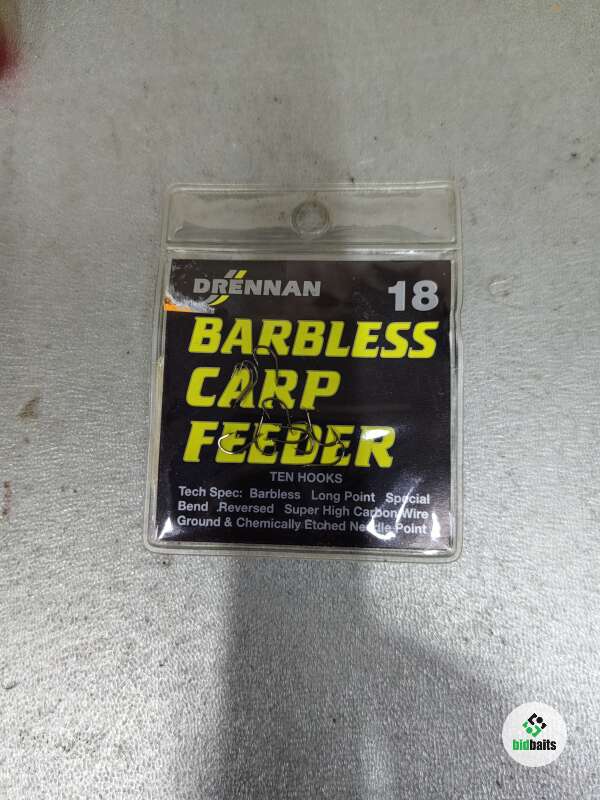 DRENNAN 18
BARBLESS
CARP
FEEDER
TEN HOOKS
Tech Spec: Barbless Long Point Special
Bend .Reversed Super High Carbon Wire
Ground & Chemically Etched Needle Point
bidbaits